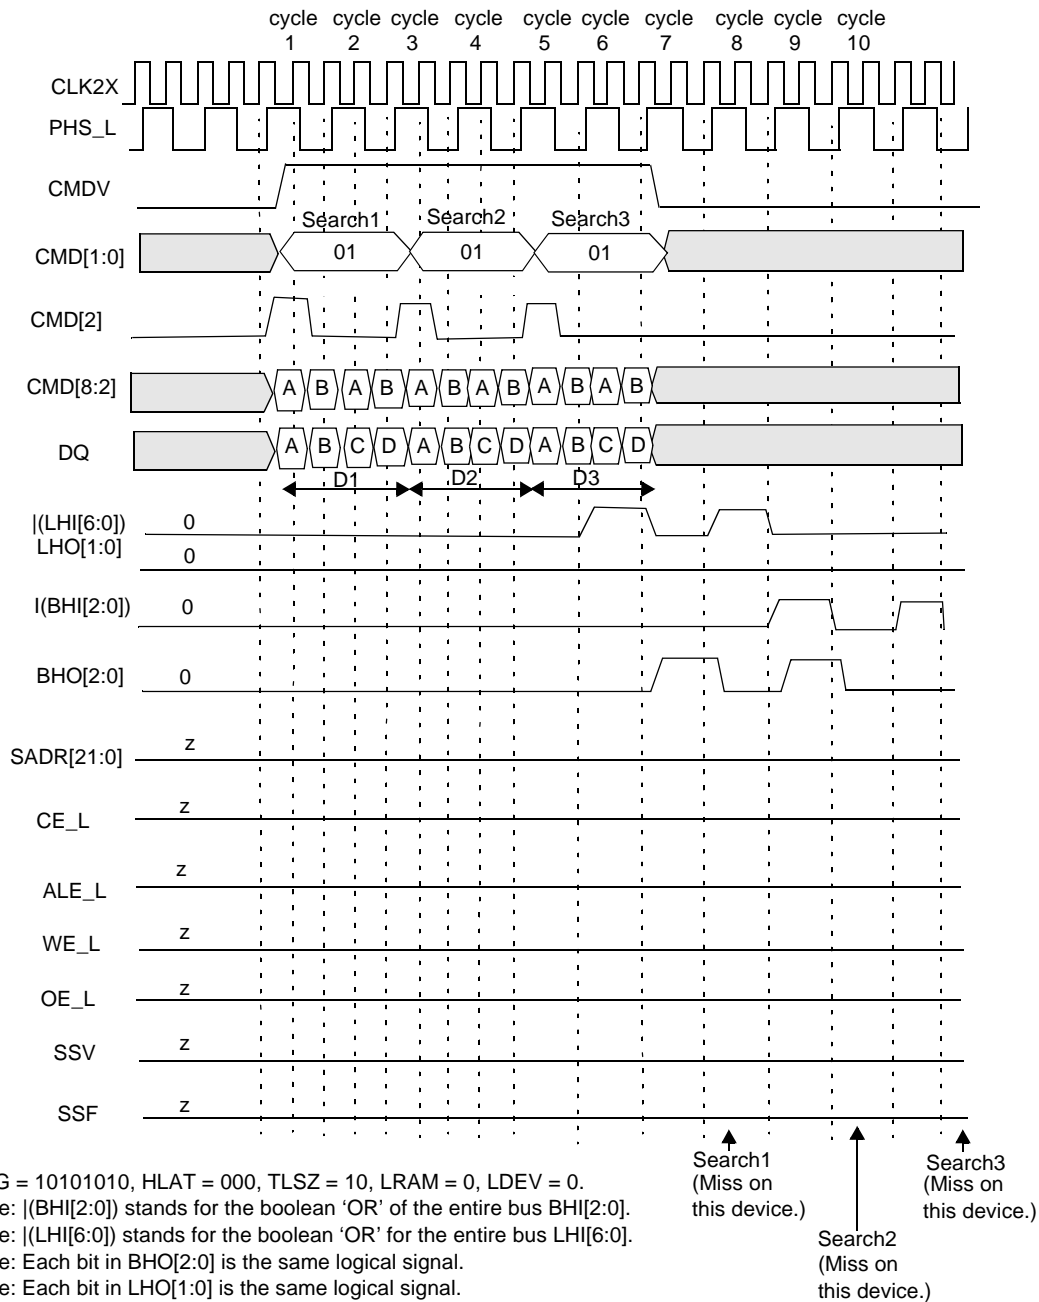 cycle cycle cycle cycle cycle cycle cycle cycle cycle cycle
1 2 3 4 5 6 7 8 9 10
CLK2X
PHS_L
CMDV
Search1 Search2 Search3
CMD[1:0] 01 01 01
CMD[2]
CMD[8:2] A B A B A B A B A B A B
DQ A B C D A B C D A B C D
D1 D2 D3
|(LHI[6:0]) 0
LHO[1:0] 0
I(BHI[2:0]) 0
BHO[2:0] 0
SADR[21:0] z
CE_L z
ALE_L z
WE_L z
OE_L z
SSV z
SSF z
Search1
(Miss on
this device.)
Search2
(Miss on
this device.)
Search3
(Miss on
this device.)
G = 10101010, HLAT = 000, TLSZ = 10, LRAM = 0, LDEV = 0.
e: |(BHI[2:0]) stands for the boolean ‘OR’ of the entire bus BHI[2:0].
e: |(LHI[6:0]) stands for the boolean ‘OR’ for the entire bus LHI[6:0].
e: Each bit in BHO[2:0] is the same logical signal.
e: Each bit in LHO[1:0] is the same logical signal.